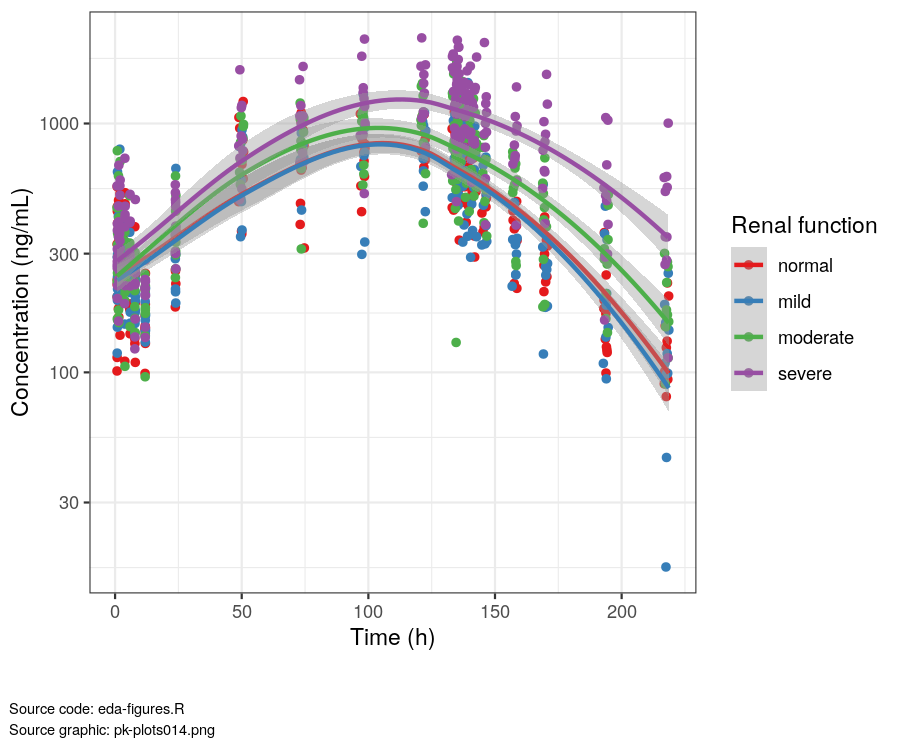 Concentration (ng/mL)
1000
300
100
30
0 50 100 150 200
Time (h)
Renal function
normal
mild
moderate
severe
Source code: eda-figures.R
Source graphic: pk-plots014.png